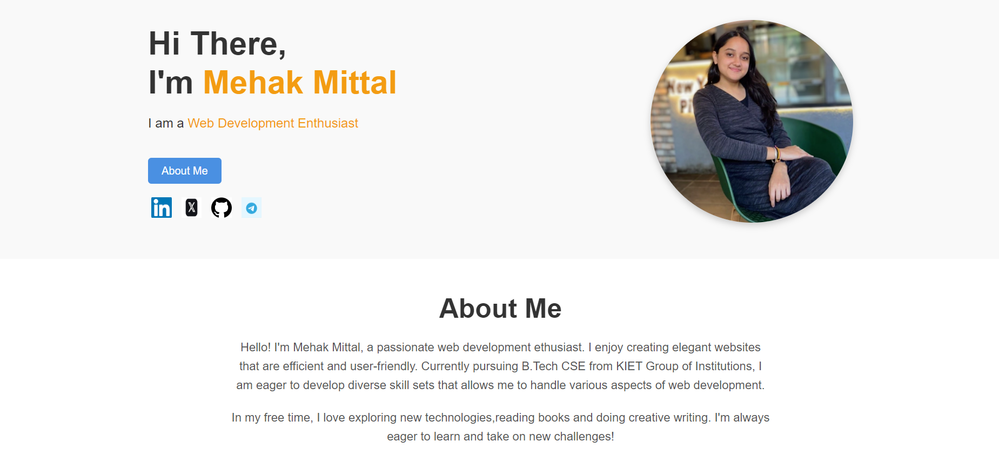 Hi There,
I'm Mehak Mittal
I am a Web Development Enthusiast
About Me
in
X
New Y
Pi
About Me
Hello! I'm Mehak Mittal, a passionate web development ethusiast. I enjoy creating elegant websites
that are efficient and user-friendly. Currently pursuing B.Tech CSE from KIET Group of Institutions, I
am eager to develop diverse skill sets that allows me to handle various aspects of web development.
In my free time, I love exploring new technologies,reading books and doing creative writing. I'm always
eager to learn and take on new challenges!